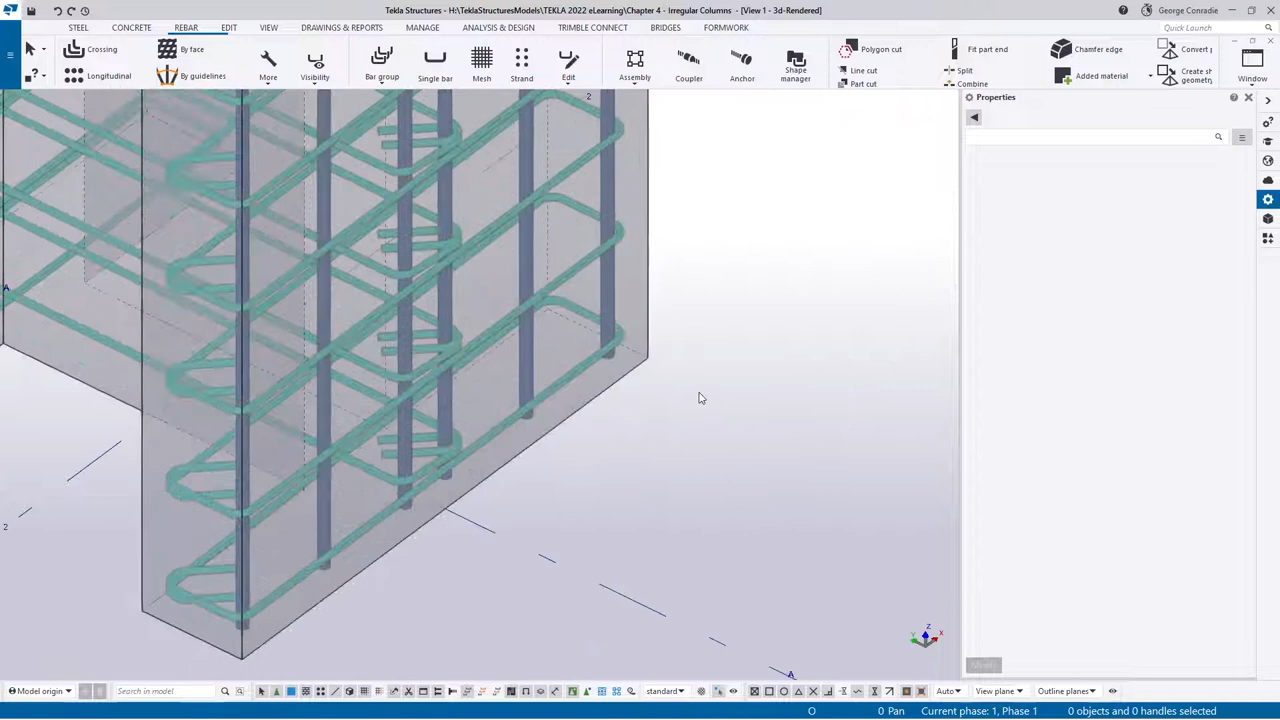 Tekla Structures - H:\TeklaStructuresModels\TEKLA 2022 eLearning\Chapter 4 - Irregular Columns - [View 1 - 3d-Rendered]
George Conradie
STEEL CONCRETE REBAR EDIT VIEW DRAWINGS & REPORTS MANAGE ANALYSIS & DESIGN TRIMBLE CONNECT BRIDGES FORMWORK
Quick Launch
Crossing
By face
Polygon cut
Fit part end
Chamfer edge
Convert
Longitudinal
By guidelines
More
Visibility
Bar group
Single bar
Mesh
Strand
Edit
Assembly
Coupler
Anchor
Shape
manager
Line cut
Split
Added material
Create sh
geometry
Part cut
Combine
Window
Properties
2
A
2
Z
Y
X
A
Modify
Model origin
Search in model
standard
Auto
View plane
Outline planes
O
0 Pan
Current phase: 1, Phase 1
0 objects and 0 handles selected